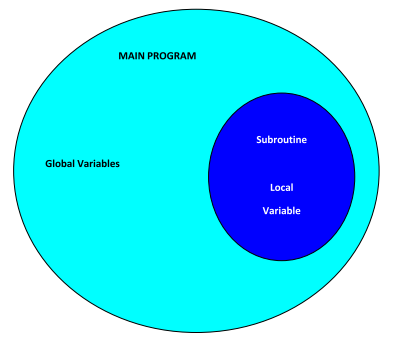 MAIN PROGRAM
Subroutine
Global Variables
Local
Variable